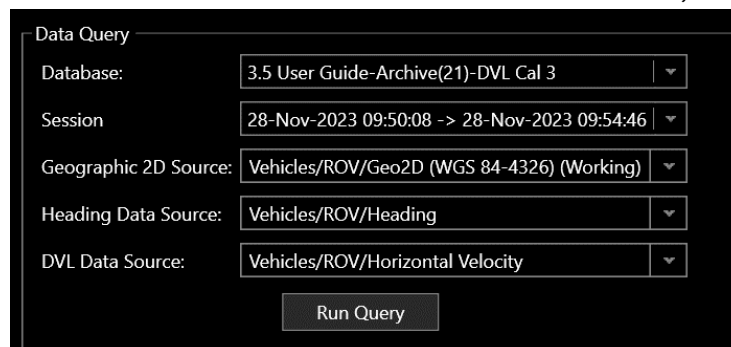 Data Query
Database: 3.5 User Guide-Archive(21)-DVL Cal 3
Session 28-Nov-2023 09:50:08 -> 28-Nov-2023 09:54:46
Geographic 2D Source: Vehicles/ROV/Geo2D (WGS 84-4326) (Working)
Heading Data Source: Vehicles/ROV/Heading
DVL Data Source: Vehicles/ROV/Horizontal Velocity
Run Query